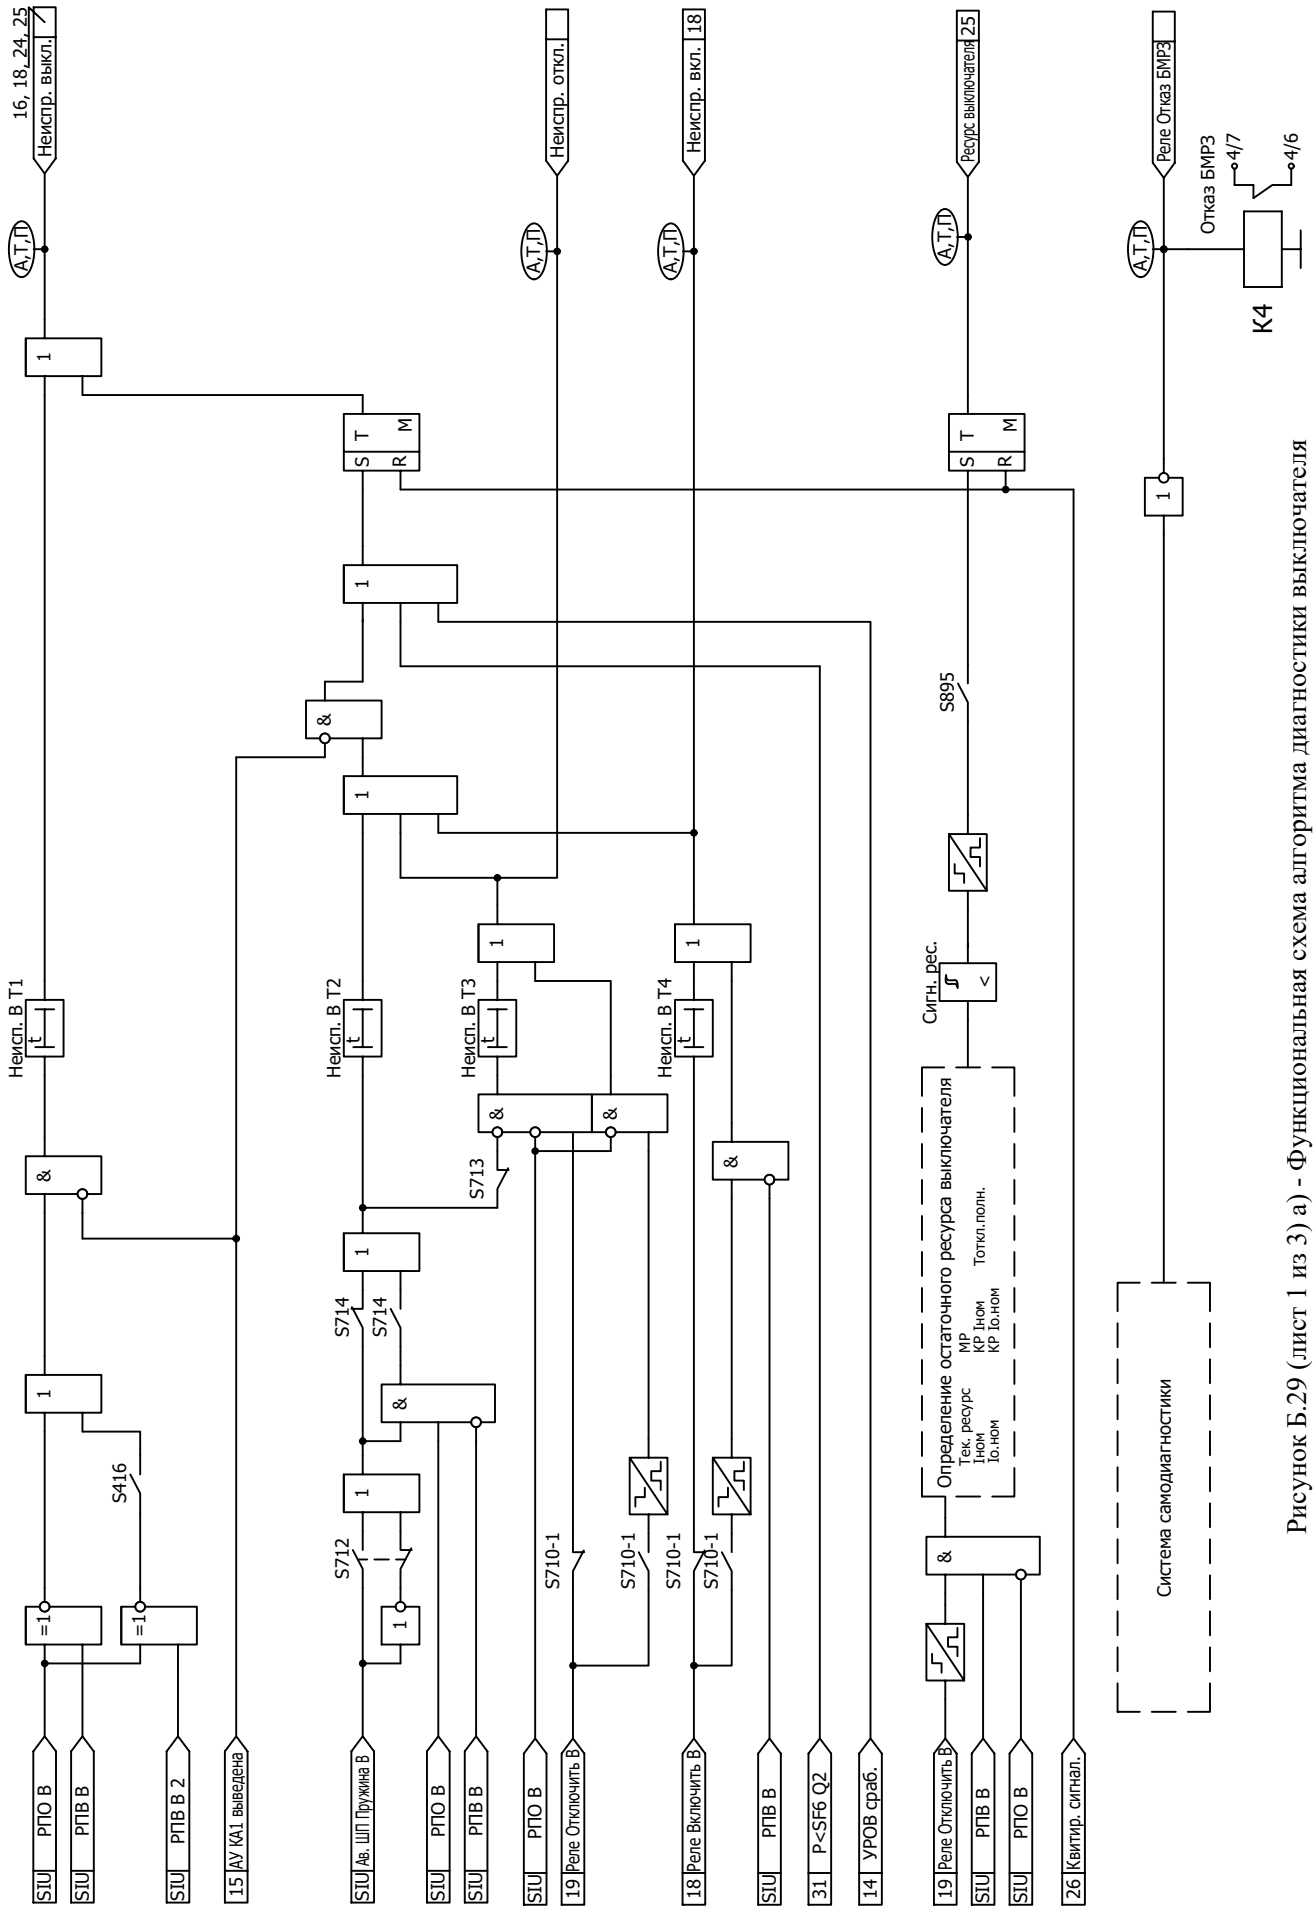 16, 18, 24, 25
Неиспр. выкл.
Неиспр. откл.
Неиспр. вкл. 18
Ресурс выключателя 25
Реле Отказ БМРЗ
А,Т,П
А,Т,П
А,Т,П
А,Т,П
А,Т,П
Отказ БМРЗ
4/7
4/6
К4
1
S T
R M
S T
R M
1
1
&
1
S895
Сигн. рес.
<
Неисп. В Т1
t
Неисп. В Т2
t
Неисп. В Т3
t
Неисп. В Т4
t
1
1
&
&
&
&
S713
1
S714
S714
&
1
S416
1
S712
1
S710-1
S710-1
S710-1
S710-1
=1
=1
Определение остаточного ресурса выключателя
Тек. ресурс МР Тоткл.полн.
Iном КР Iном
Iо.ном КР Iо.ном
&
Система самодиагностики
SIU РПО В
SIU РПВ В
SIU РПВ В 2
15 АУ КА1 выведена
SIU Ав. ШП Пружина В
SIU РПО В
SIU РПВ В
SIU РПО В
19 Реле Отключить В
18 Реле Включить В
SIU РПВ В
31 P<SF6 Q2
14 УРОВ сраб.
19 Реле Отключить В
SIU РПВ В
SIU РПО В
26 Квитир. сигнал.
Рисунок Б.29 (лист 1 из 3) а) - Функциональная схема алгоритма диагностики выключателя